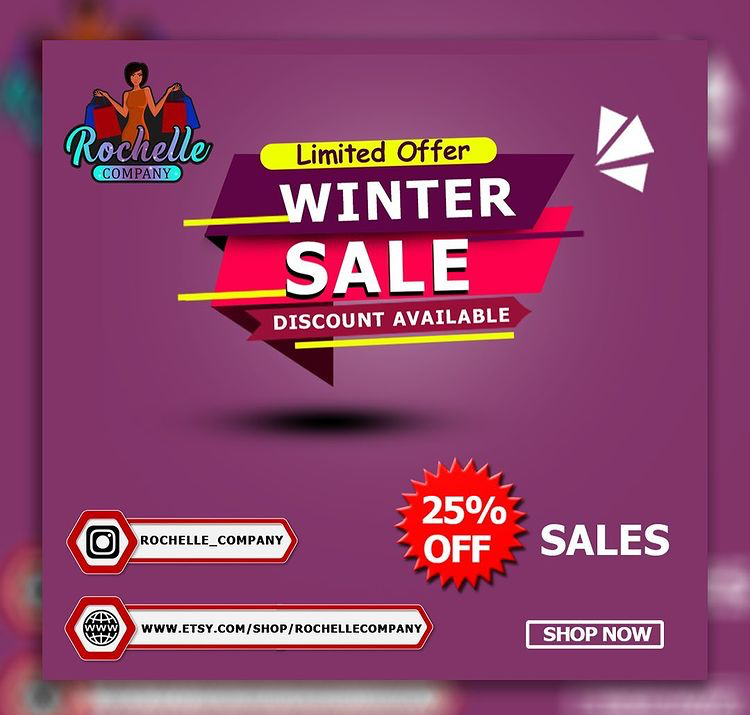 Rochelle
COMPANY
Limited Offer
WINTER
SALE
DISCOUNT AVAILABLE
25%
OFF
SALES
ROCHELLE_COMPANY
WWW
WWW.ETSY.COM/SHOP/ROCHELLECOMPANY
SHOP NOW